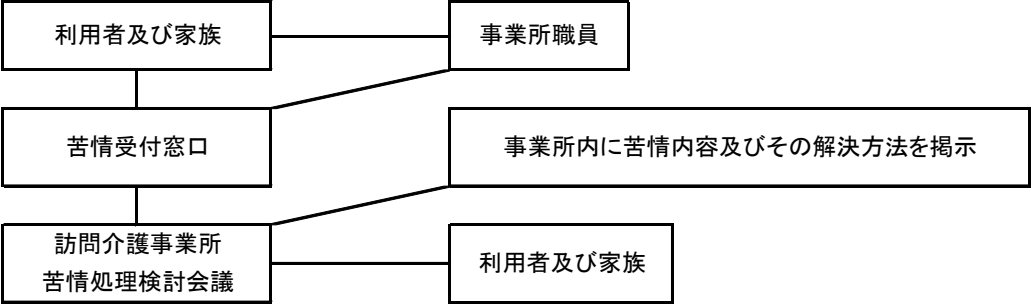 利用者及び家族
事業所職員
苦情受付窓口
事業所内に苦情内容及びその解決方法を掲示
訪問介護事業所
苦情処理検討会議
利用者及び家族